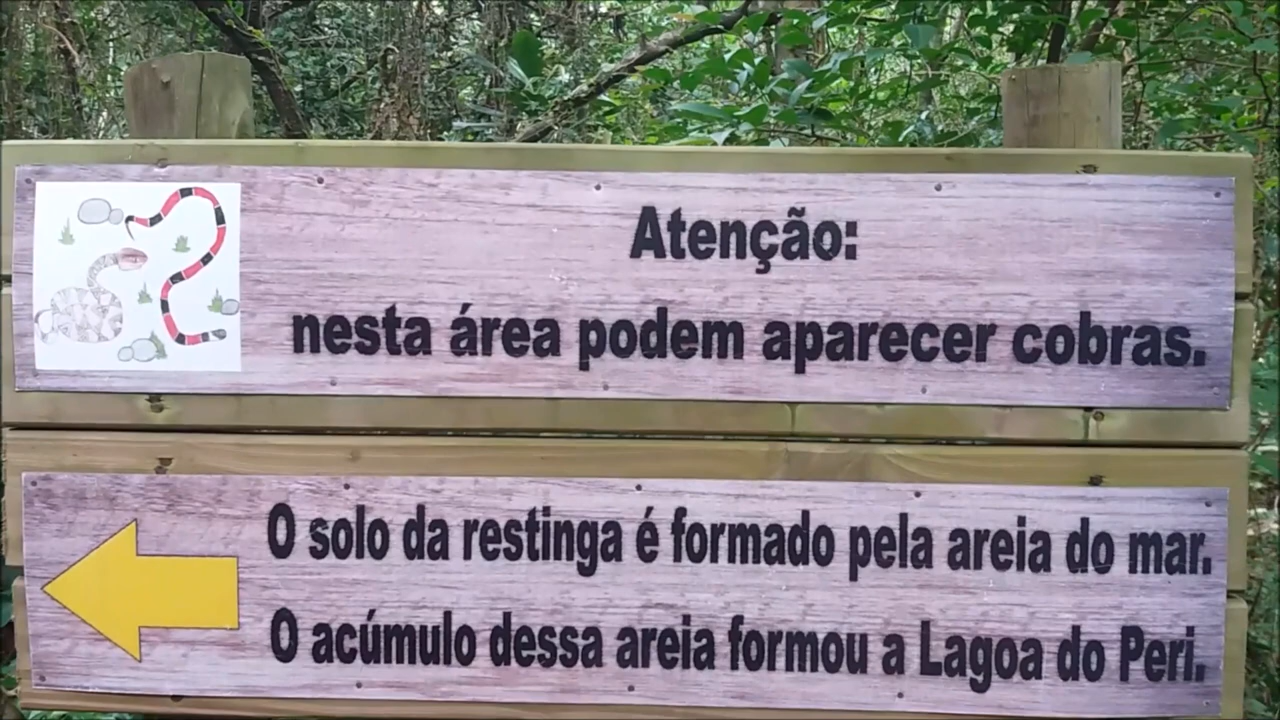 Atenção:
nesta área podem aparecer cobras.
O solo da restinga é formado pela areia do mar.
O acúmulo dessa areia formou a Lagoa do Peri.